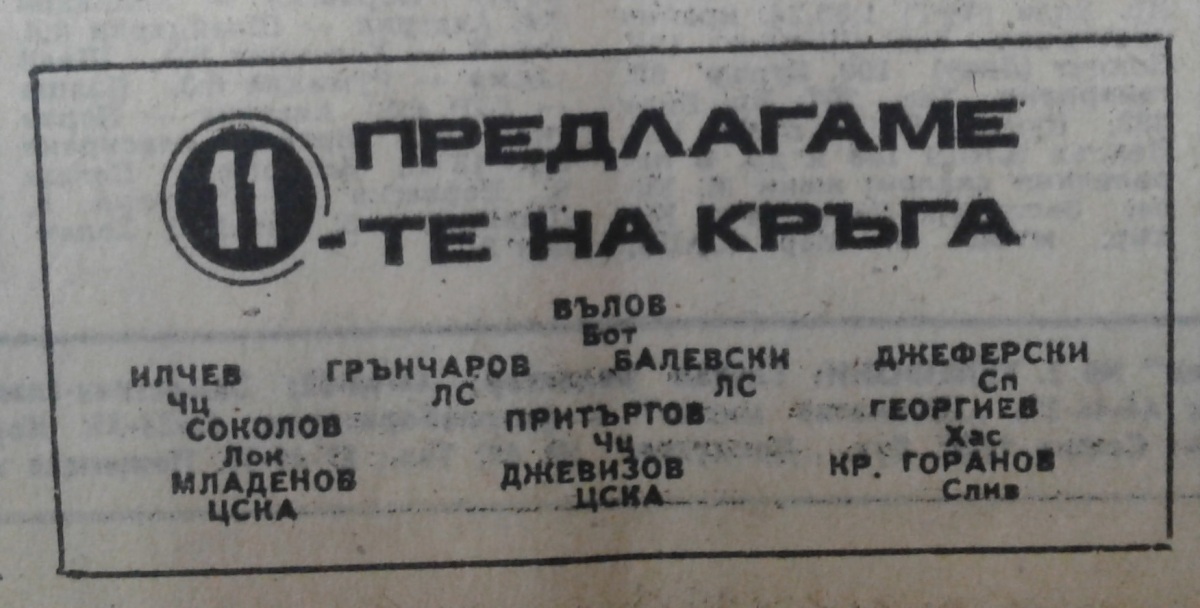 ПРЕДЛАГАМЕ
11-ТЕ НА КРЪГА
ВЪЛОВ
Бот
ИЛЧЕВ ГРЪНЧАРОВ БАЛЕВСКИ ДЖЕФЕРСКИ
Чц ЛС ЛС Сп
СОКОЛОВ ПРИТЪРГОВ ГЕОРГИЕВ
Лок Чц Хас
МЛАДЕНОВ ДЖЕВИЗОВ КР. ГОРАНОВ
ЦСКА ЦСКА Слив